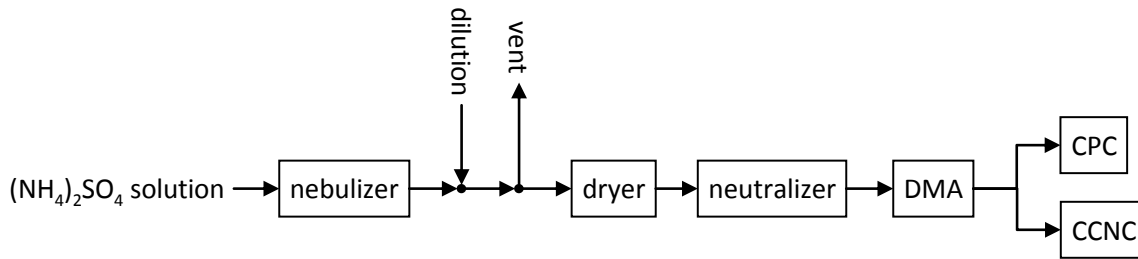 dilution
vent
(NH₄)₂SO₄ solution
nebulizer
dryer
neutralizer
DMA
CPC
CCNC